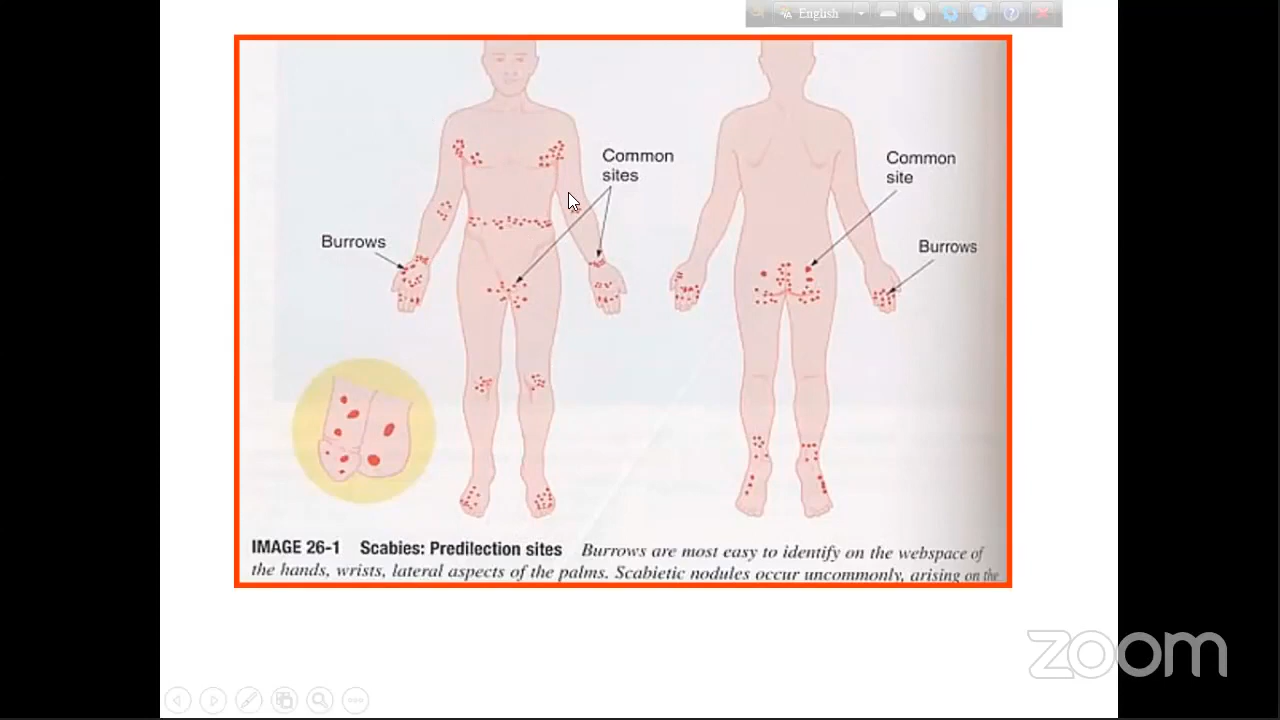 English
Common
sites
Common
site
Burrows
Burrows
IMAGE 26-1 Scabies: Predilection sites Burrows are most easy to identify on the webspace of
the hands, wrists, lateral aspects of the palms. Scabietic nodules occur uncommonly, arising on the
zoom